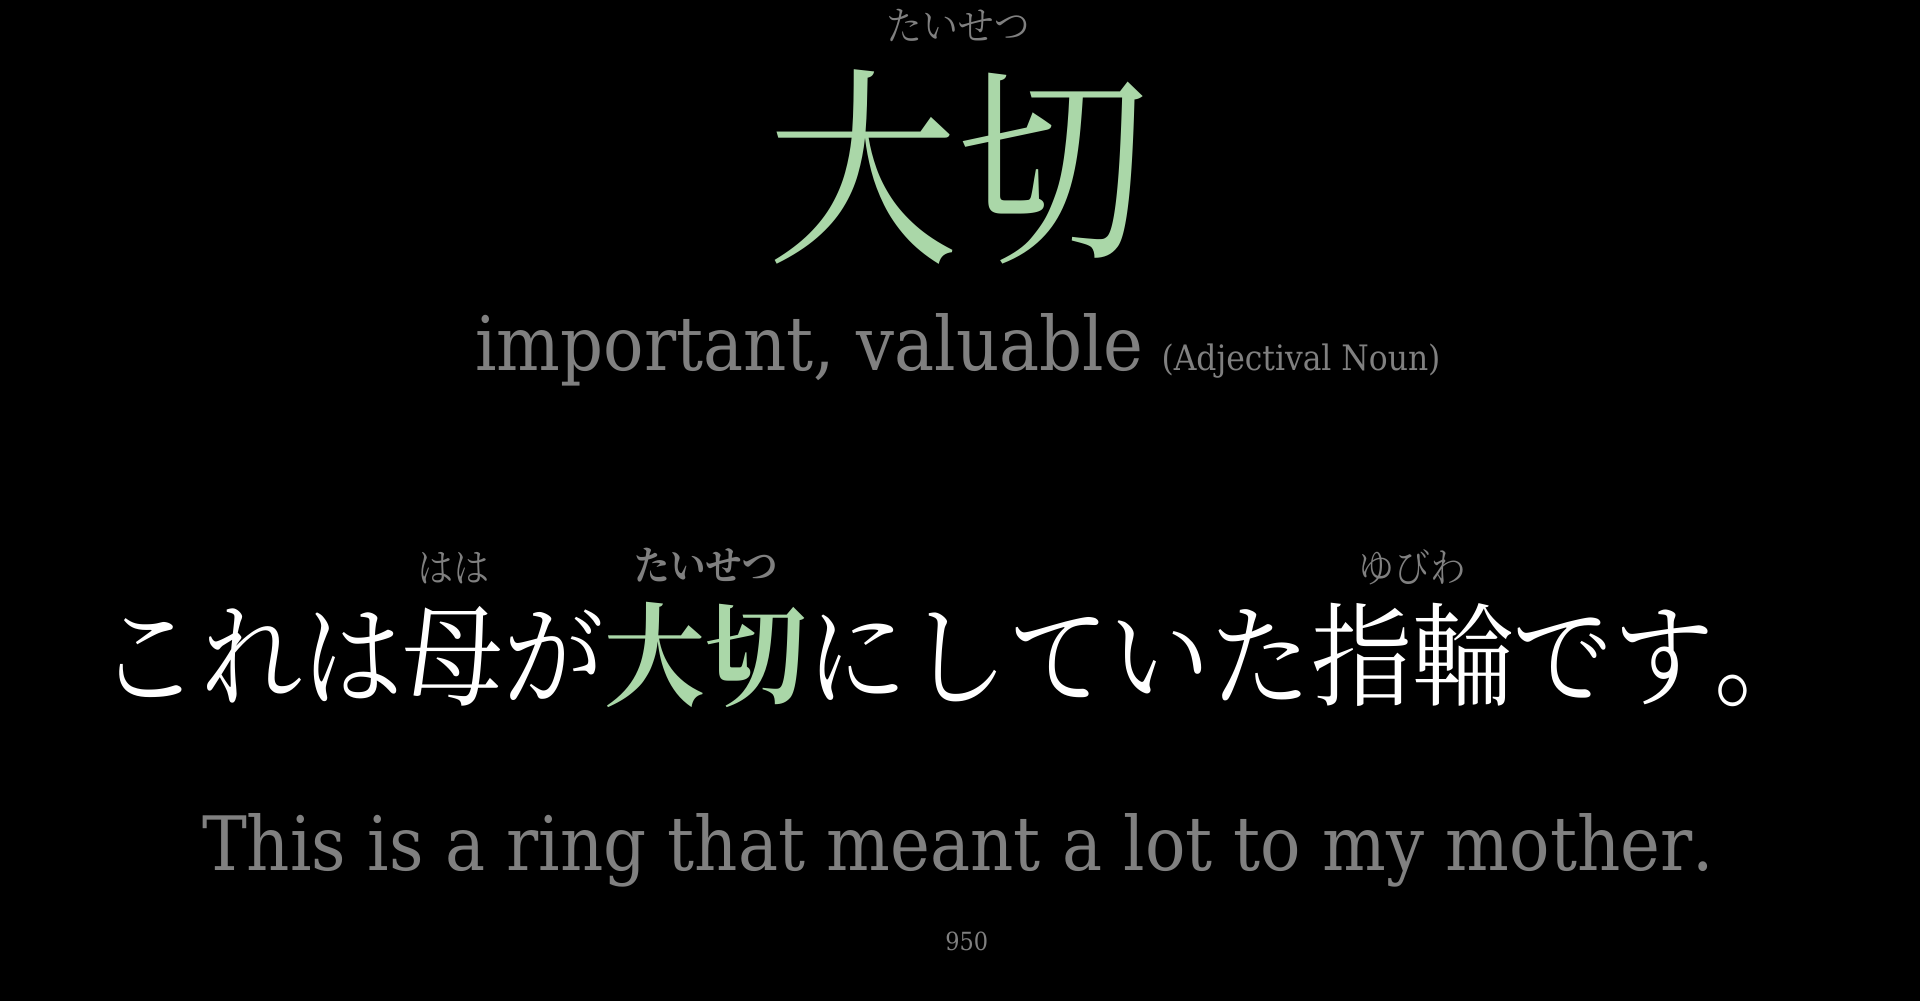 たいせつ
大切
important, valuable (Adjectival Noun)
はは たいせつ ゆびわ
これは母が大切にしていた指輪です。
This is a ring that meant a lot to my mother.
950